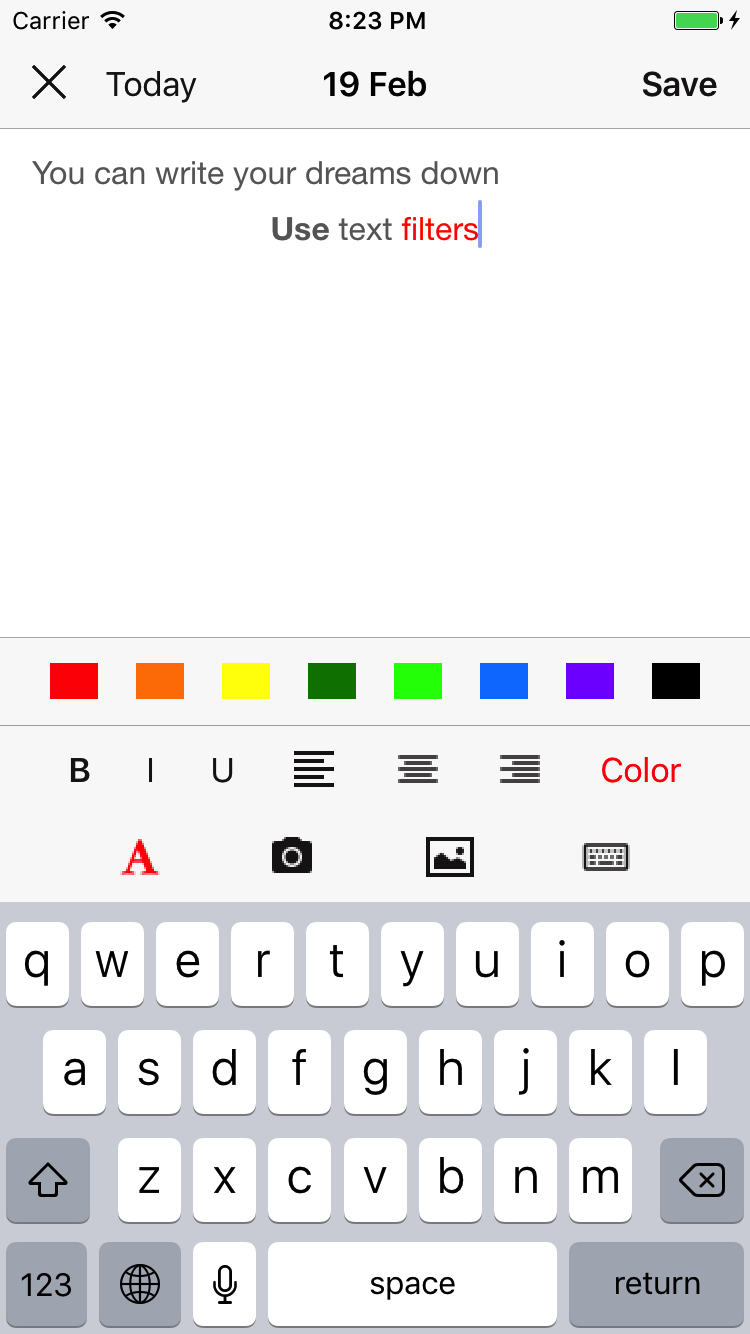 Carrier 8:23 PM
Today 19 Feb Save
You can write your dreams down
Use text filters
B I U Color
A
q w e r t y u i o p
a s d f g h j k l
z x c v b n m
123 space return